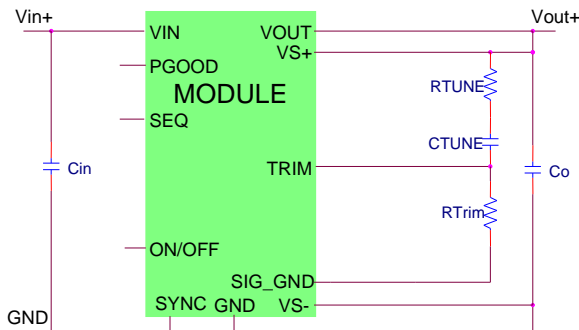 Vin+
Vout+
VIN
VOUT
VS+
PGOOD
RTUNE
MODULE
SEQ
CTUNE
TRIM
Cin
Co
RTrim
ON/OFF
SIG_GND
SYNC
GND
VS-
GND